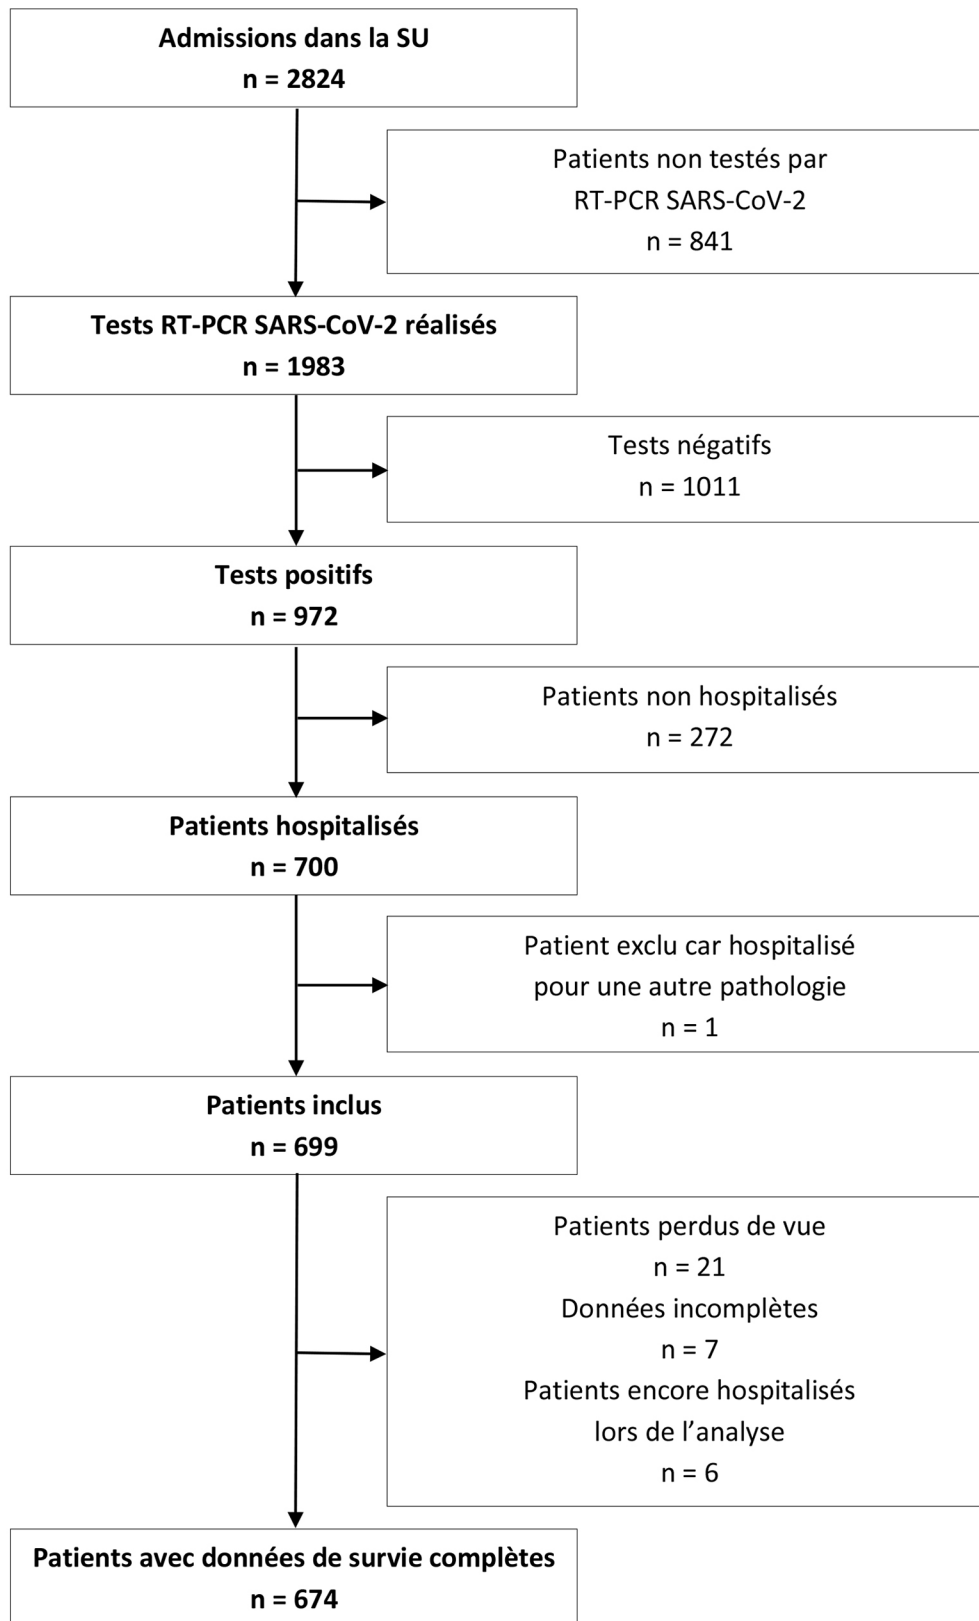 Admissions dans la SU
n = 2824
Patients non testés par
RT-PCR SARS-CoV-2
n = 841
Tests RT-PCR SARS-CoV-2 réalisés
n = 1983
Tests négatifs
n = 1011
Tests positifs
n = 972
Patients non hospitalisés
n = 272
Patients hospitalisés
n = 700
Patient exclu car hospitalisé
pour une autre pathologie
n = 1
Patients inclus
n = 699
Patients perdus de vue
n = 21
Données incomplètes
n = 7
Patients encore hospitalisés
lors de l’analyse
n = 6
Patients avec données de survie complètes
n = 674